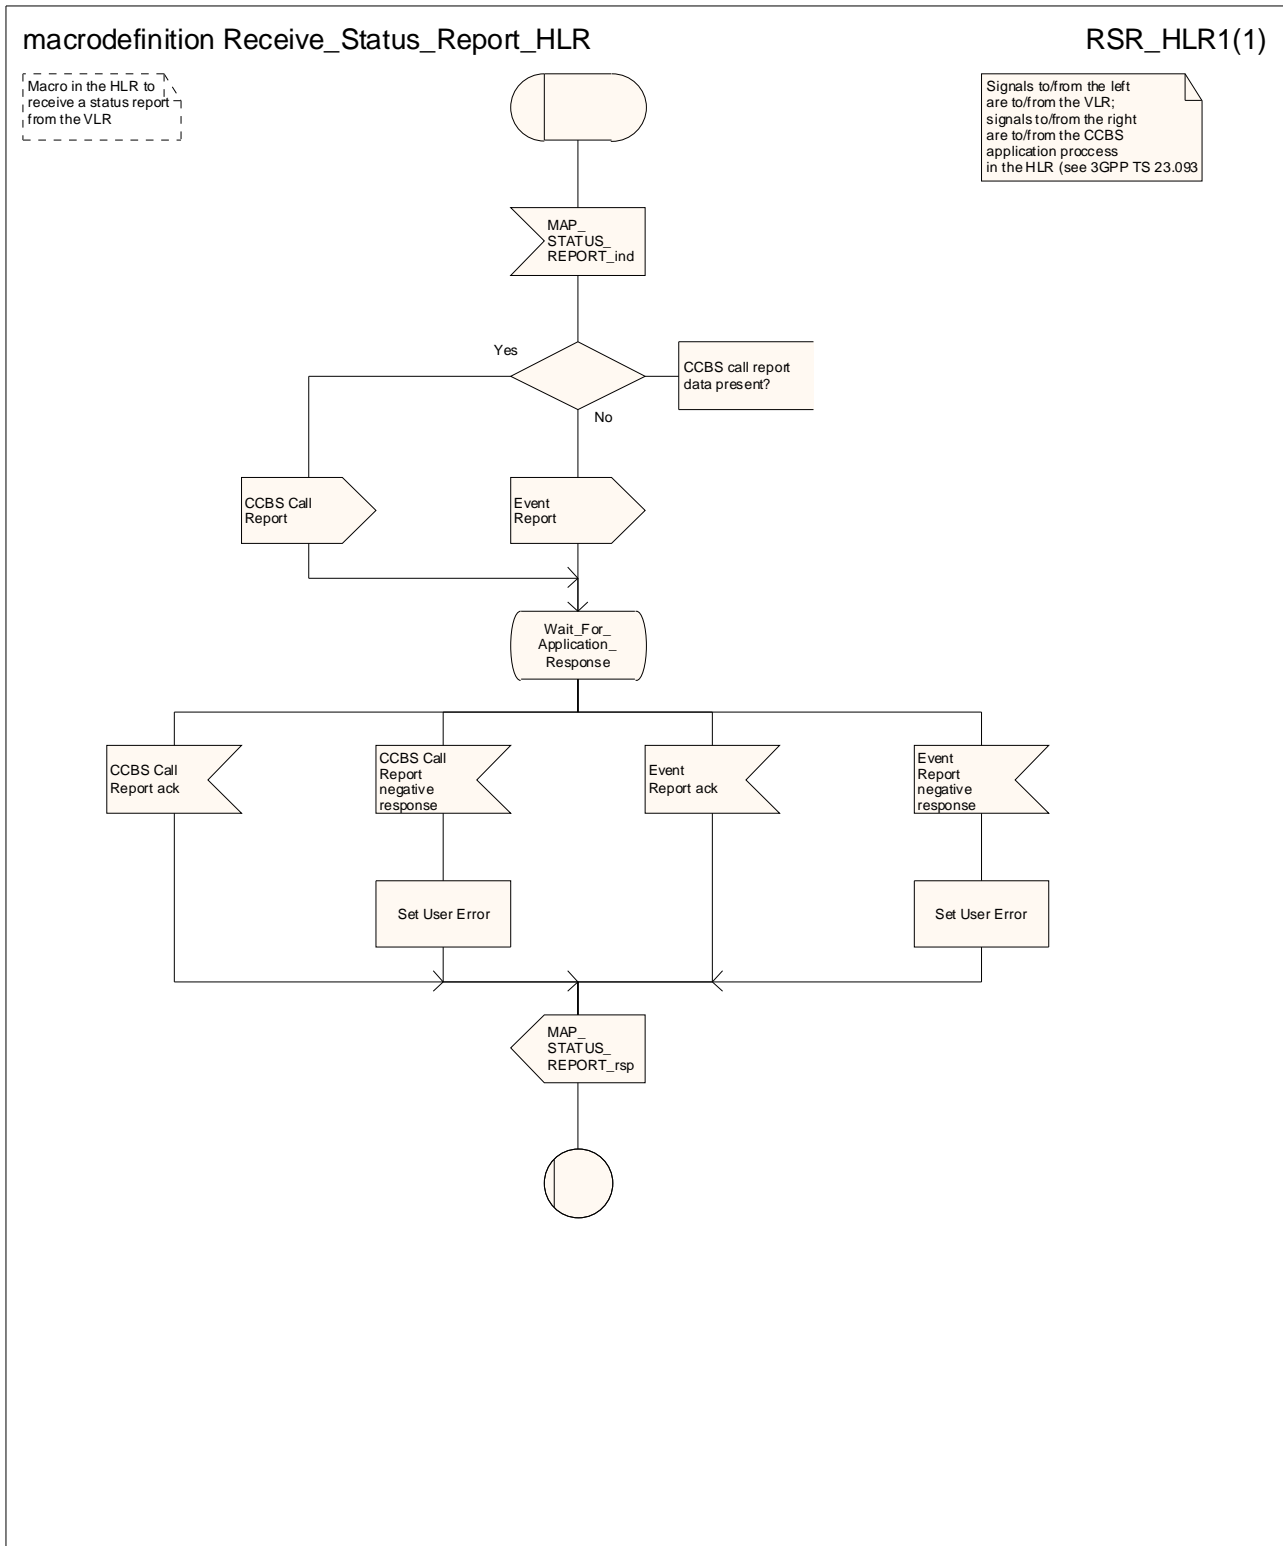 macrodefinition Receive_Status_Report_HLR
RSR_HLR1(1)
Macro in the HLR to
receive a status report
from the VLR
Signals to/from the left
are to/from the VLR;
signals to/from the right
are to/from the CCBS
application proccess
in the HLR (see 3GPP TS 23.093
MAP_
STATUS_
REPORT_ind
Yes
CCBS call report
data present?
No
CCBS Call
Report
Event
Report
Wait_For_
Application_
Response
CCBS Call
Report ack
CCBS Call
Report
negative
response
Event
Report ack
Event
Report
negative
response
Set User Error
Set User Error
MAP_
STATUS_
REPORT_rsp